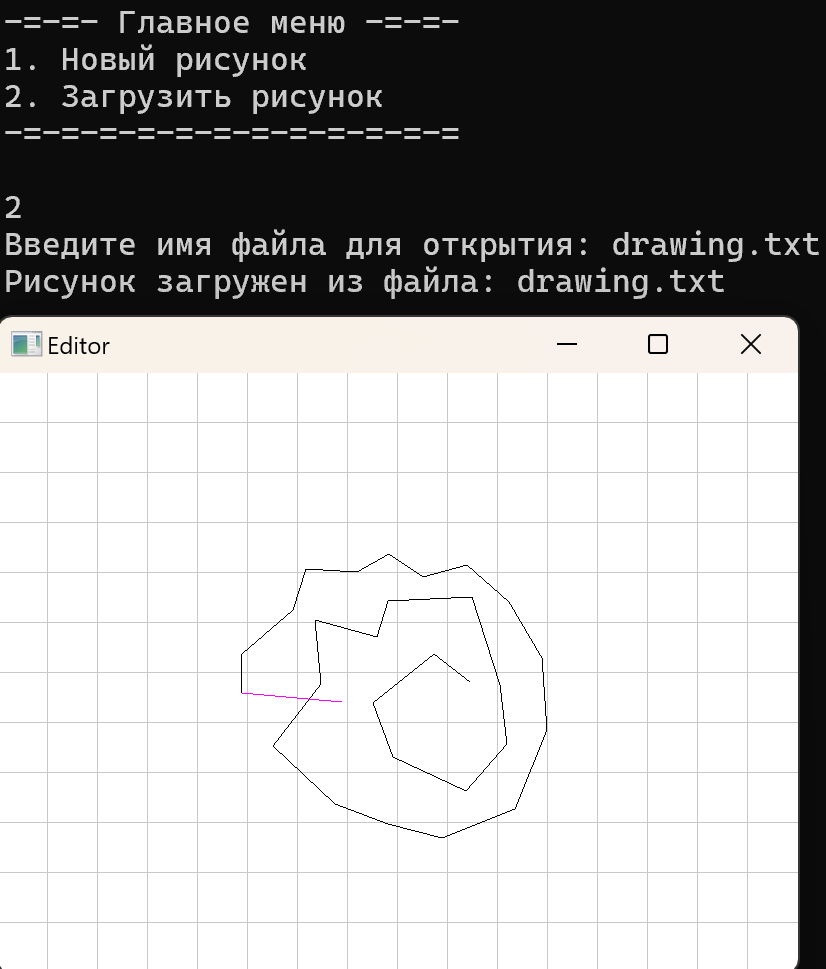 -=-=- Главное меню -=-=-
1. Новый рисунок
2. Загрузить рисунок
-=-=-=-=-=-=-=-=-=-=-=-=
2
Введите имя файла для открытия: drawing.txt
Рисунок загружен из файла: drawing.txt
Editor